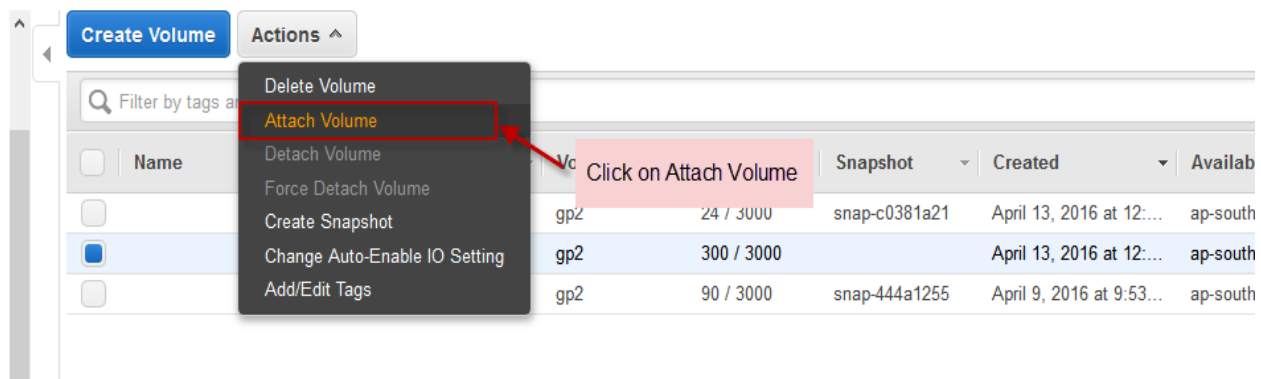 Create Volume Actions
Delete Volume
Filter by tags a
Attach Volume
Detach Volume
Name Click on Attach Volume Snapshot Created Availab
Force Detach Volume
Create Snapshot
gp2 24 / 3000 snap-c0381a21 April 13, 2016 at 12:... ap-south
Change Auto-Enable IO Setting
gp2 300 / 3000 April 13, 2016 at 12:... ap-south
Add/Edit Tags
gp2 90 / 3000 snap-444a1255 April 9, 2016 at 9:53... ap-south